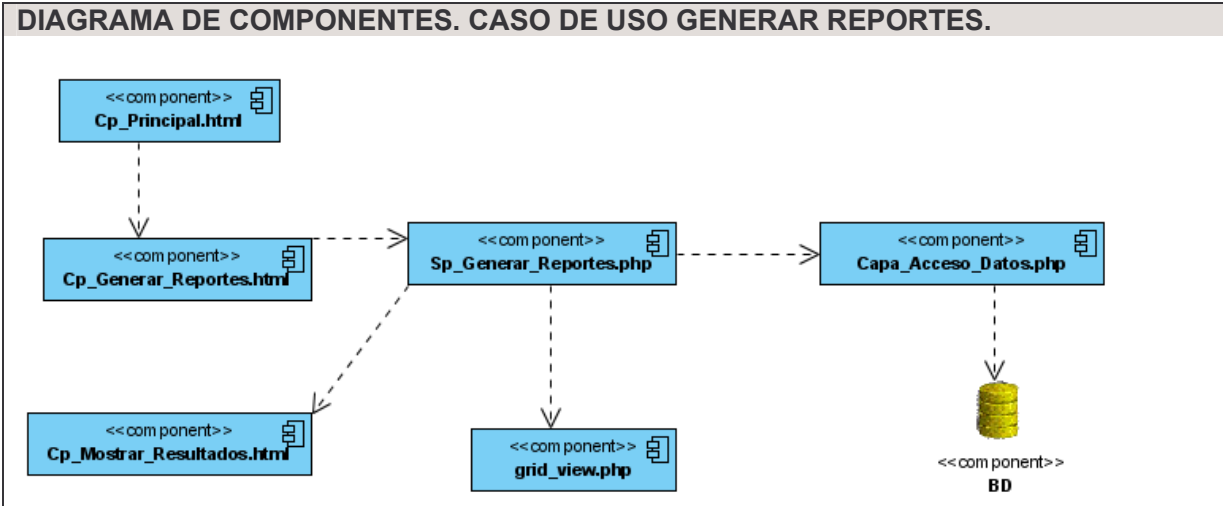 DIAGRAMA DE COMPONENTES. CASO DE USO GENERAR REPORTES.
<<component>>
Cp_Principal.html
<<component>>
Cp_Generar_Reportes.html
<<component>>
Sp_Generar_Reportes.php
<<component>>
Capa_Acceso_Datos.php
<<component>>
Cp_Mostrar_Resultados.html
<<component>>
grid_view.php
<<component>>
BD